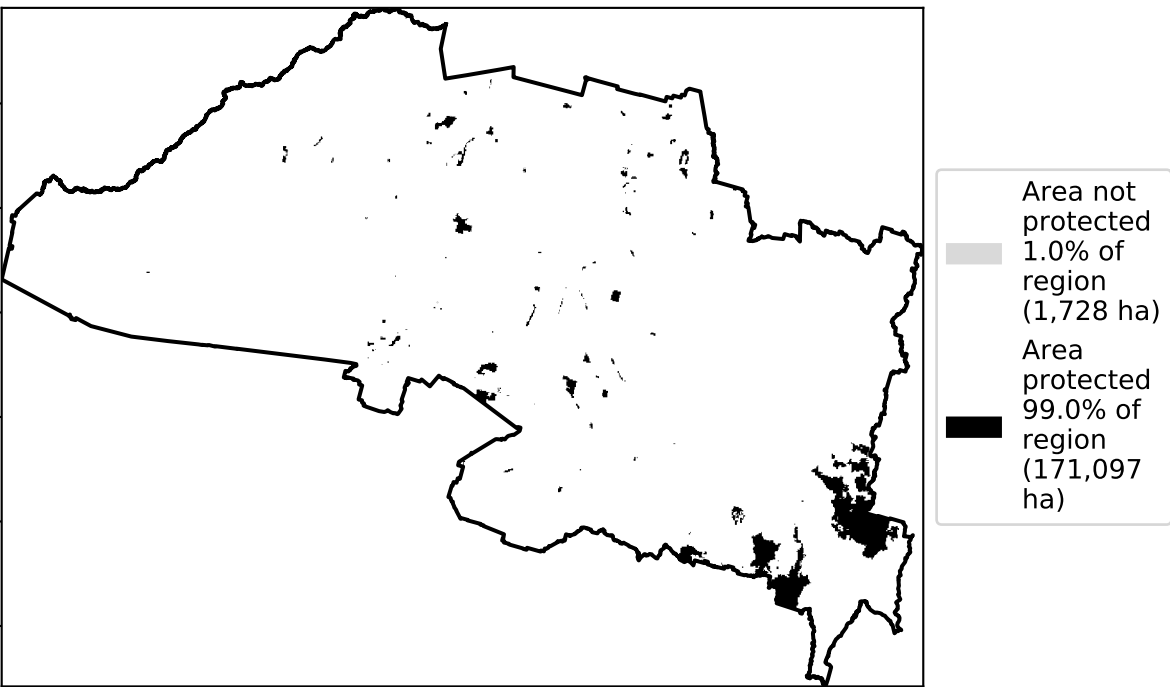 Area not
protected
1.0% of
region
(1,728 ha)
Area
protected
99.0% of
region
(171,097
ha)